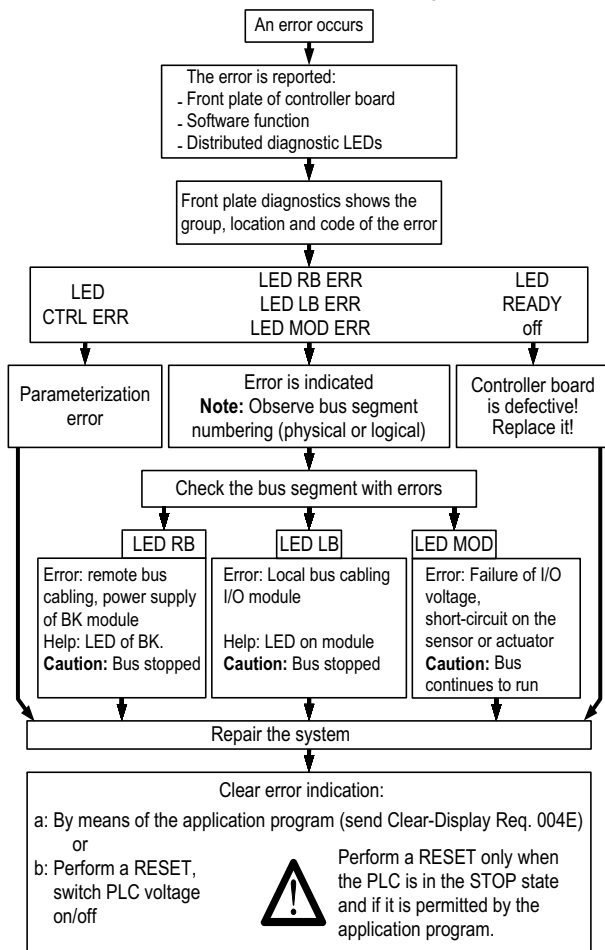 An error occurs
The error is reported:
- Front plate of controller board
- Software function
- Distributed diagnostic LEDs
Front plate diagnostics shows the
group, location and code of the error
LED
CTRL ERR
LED RB ERR
LED LB ERR
LED MOD ERR
LED
READY
off
Parameterization
error
Error is indicated
Note: Observe bus segment
numbering (physical or logical)
Controller board
is defective!
Replace it!
Check the bus segment with errors
LED RB
Error: remote bus
cabling, power supply
of BK module
Help: LED of BK.
Caution: Bus stopped
LED LB
Error: Local bus cabling
I/O module
Help: LED on module
Caution: Bus stopped
LED MOD
Error: Failure of I/O
voltage,
short-circuit on the
sensor or actuator
Caution: Bus
continues to run
Repair the system
Clear error indication:
a: By means of the application program (send Clear-Display Req. 004E)
or
b: Perform a RESET,
switch PLC voltage
on/off
!
Perform a RESET only when
the PLC is in the STOP state
and if it is permitted by the
application program.